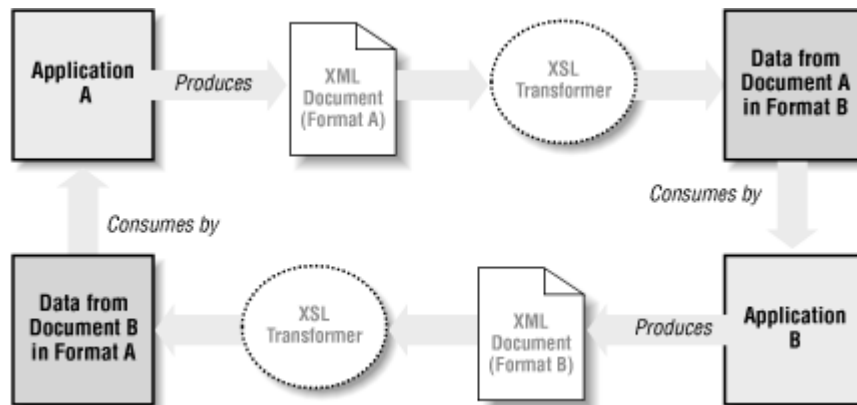 Application
A
Produces
XML
Document
(Format A)
XSL
Transformer
Data from
Document A
in Format B
Consumes by
Consumes by
Data from
Document B
in Format A
XSL
Transformer
XML
Document
(Format B)
Produces
Application
B